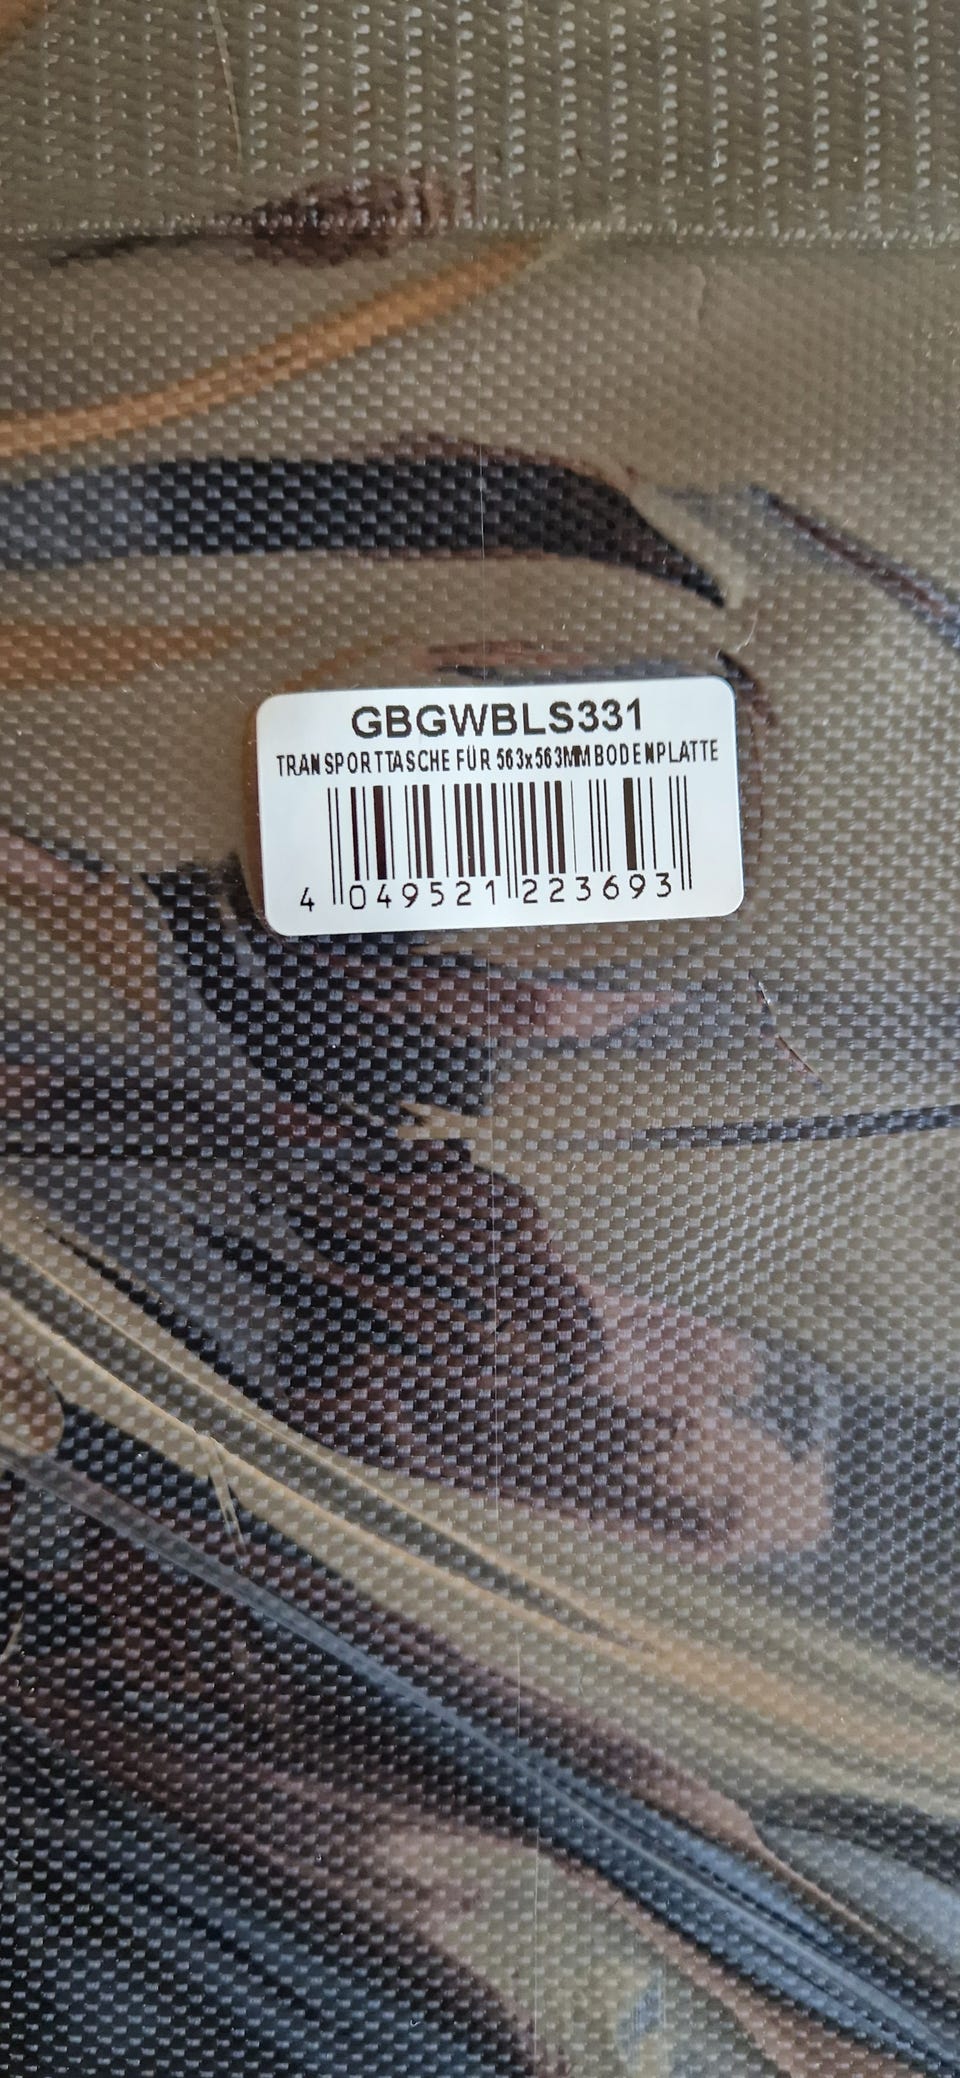 GBGWBLS331
TRANSPORTTASCHE FÜR 563x563MM BODENPLATTE
4 049521 223693